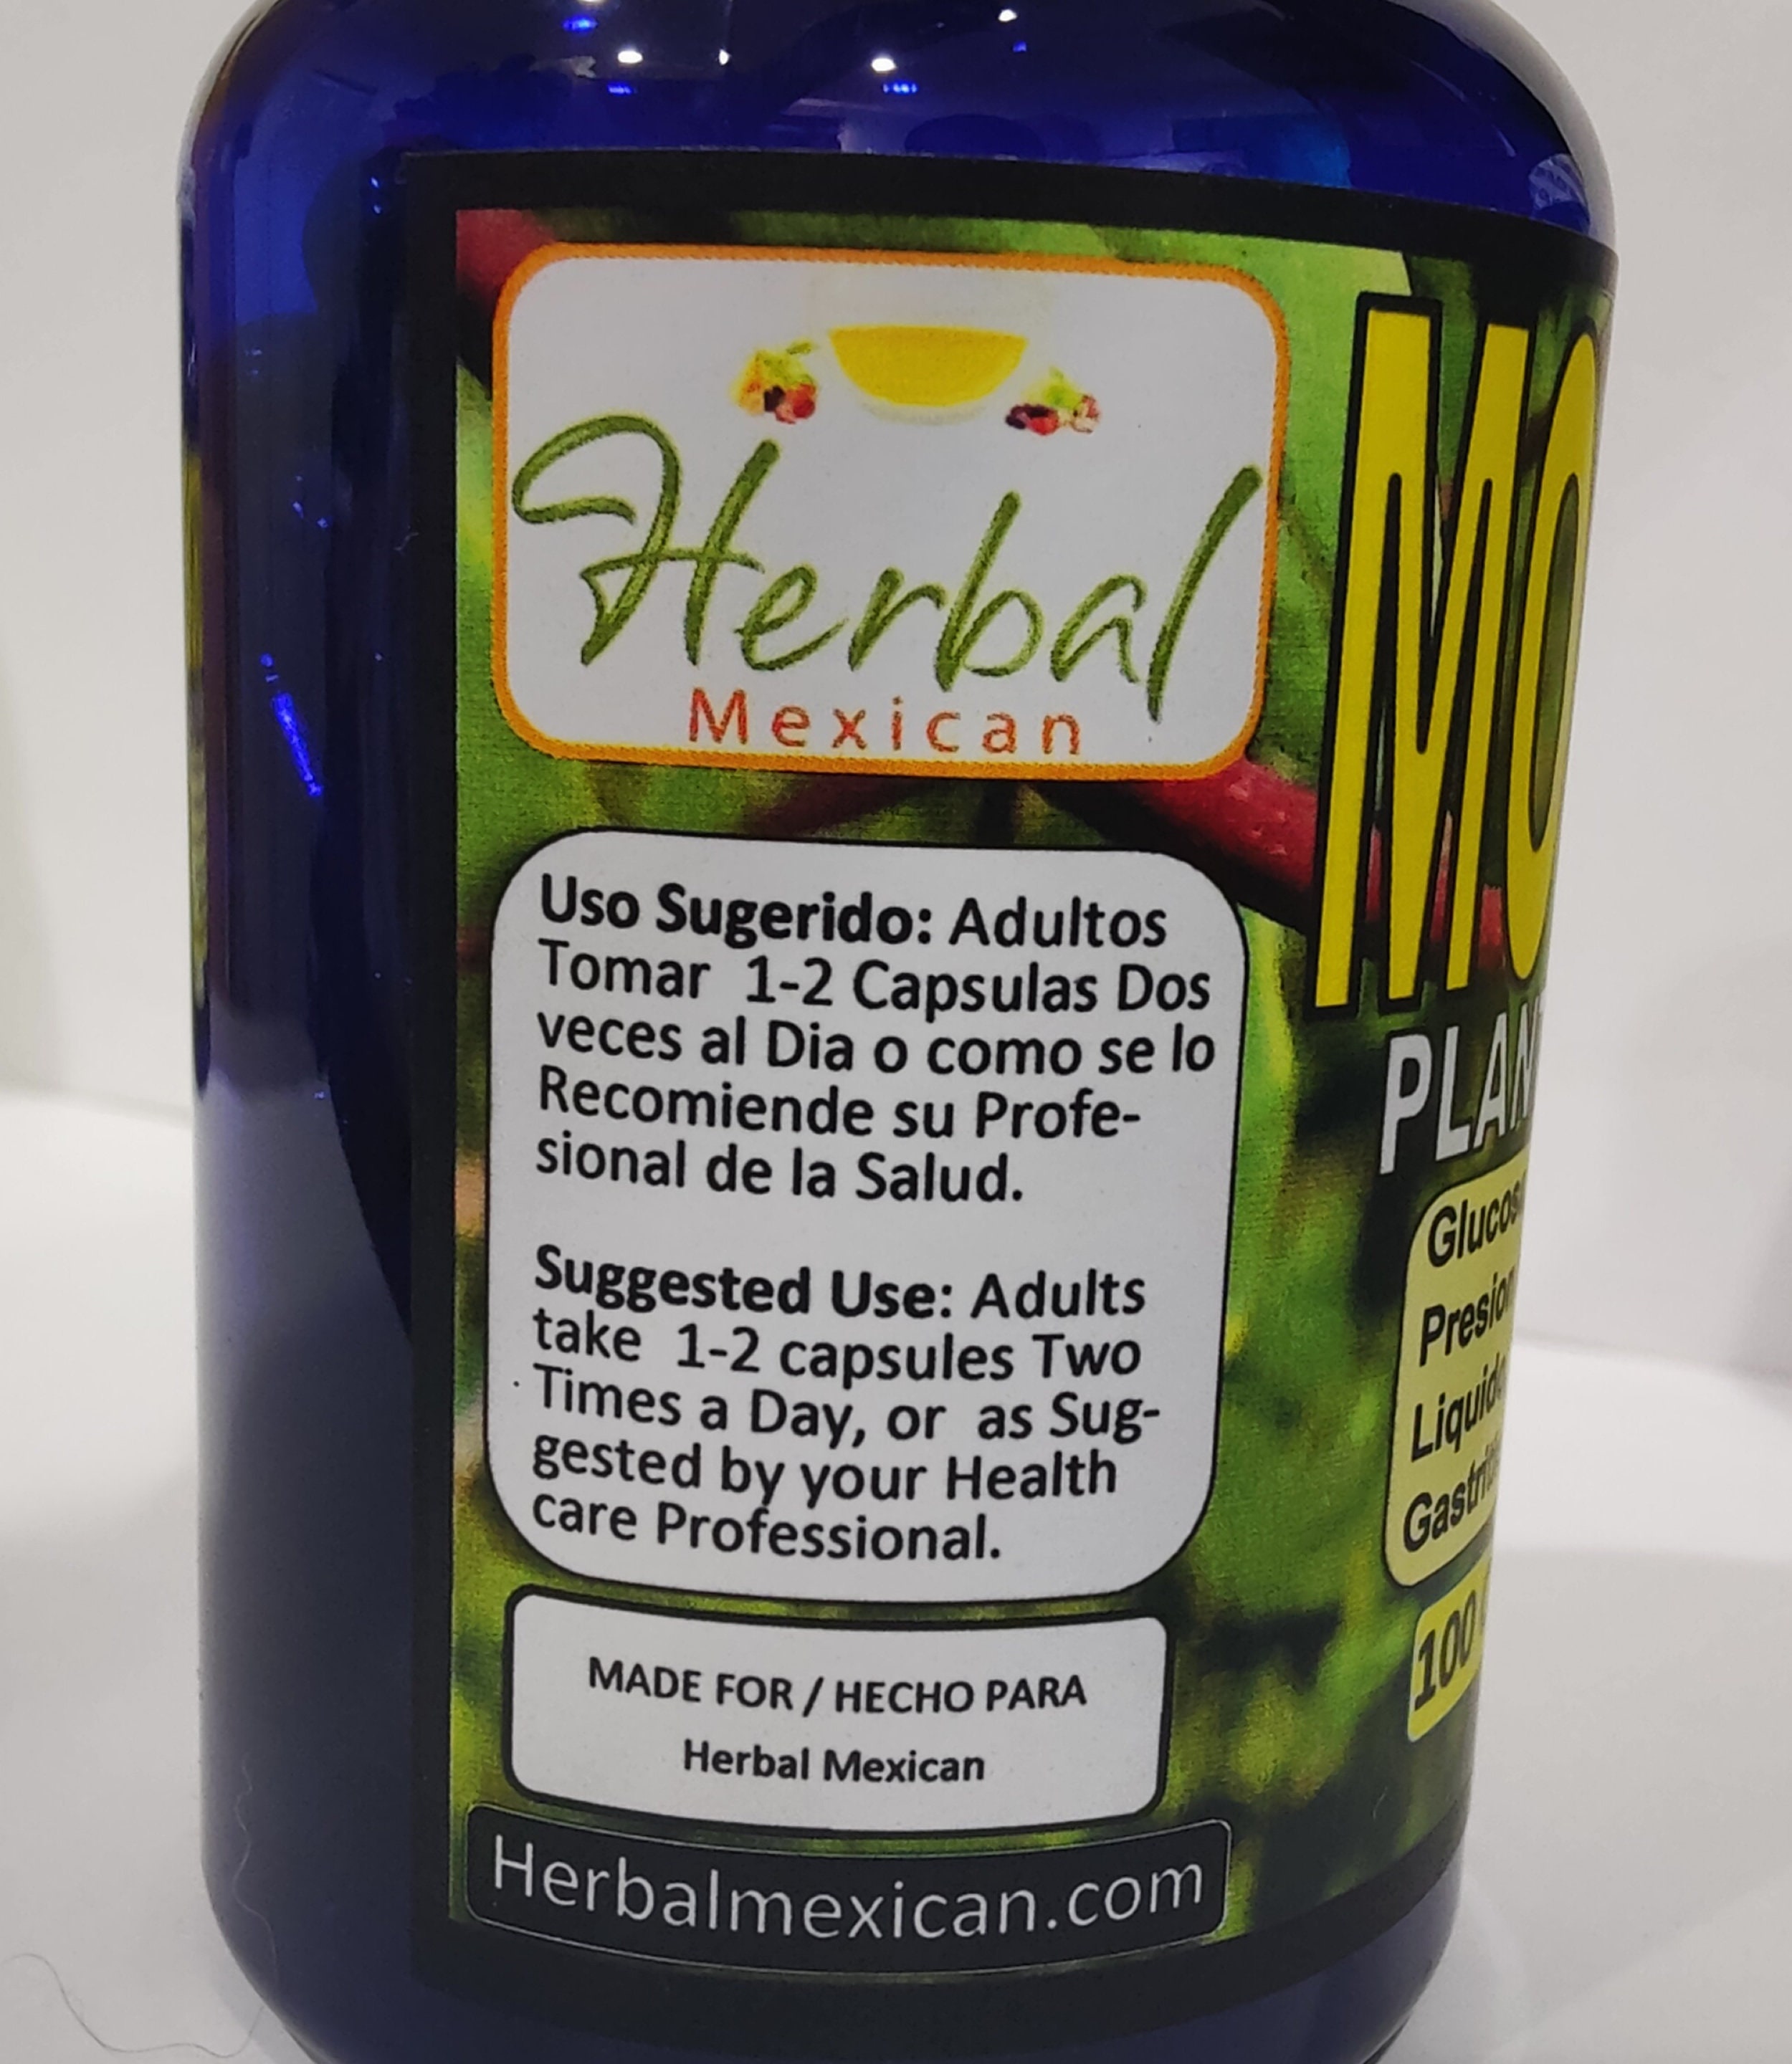 Herbal
Mexican
Uso Sugerido: Adultos
Tomar 1-2 Capsulas Dos
veces al Dia o como se lo
Recomiende su Profe-
sional de la Salud.
Suggested Use: Adults
take 1-2 capsules Two
Times a Day, or as Sug-
gested by your Health
care Professional.
MADE FOR / HECHO PARA
Herbal Mexican
Herbalmexican.com
100